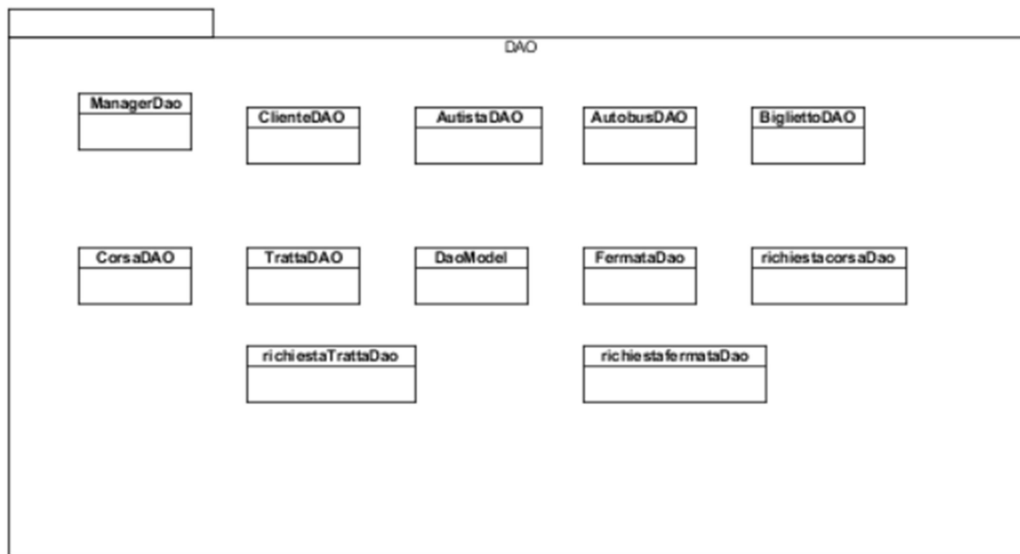 DAO
ManagerDao
ClienteDAO
AutistaDAO
AutobusDAO
BigliettoDAO
CorsaDAO
TrattaDAO
DaoModel
FermataDao
richiestacorsaDao
richiestaTrattaDao
richiestafermataDao